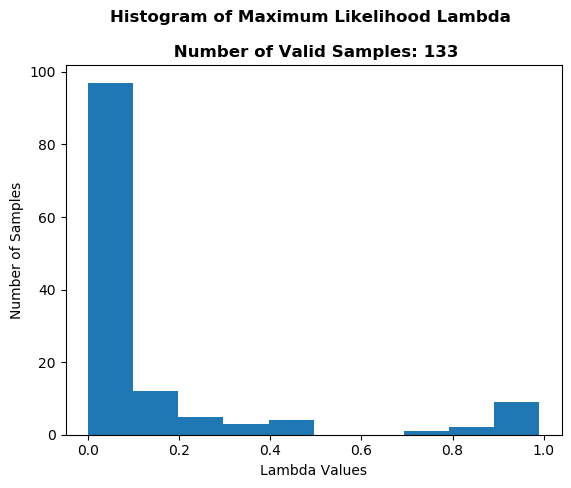 Histogram of Maximum Likelihood Lambda
Number of Valid Samples: 133
100
80
60
40
20
0
Number of Samples
0.0 0.2 0.4 0.6 0.8 1.0
Lambda Values